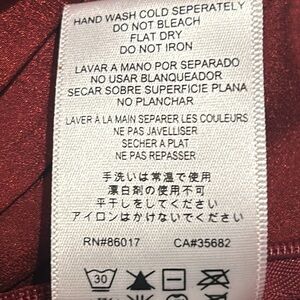 HAND WASH COLD SEPERATELY
DO NOT BLEACH
FLAT DRY
DO NOT IRON
LAVAR A MANO POR SEPARADO
NO USAR BLANQUEADOR
SECAR SOBRE SUPERFICIE PLANA
NO PLANCHAR
LAVER À LA MAIN SEPARER LES COULEURS
NE PAS JAVELLISER
SECHER A PLAT
NE PAS REPASSER
手洗いは常温で使用
漂白剤の使用不可
平干しをしてください
アイロンはかけないでください
RN#86017 CA#35682
30